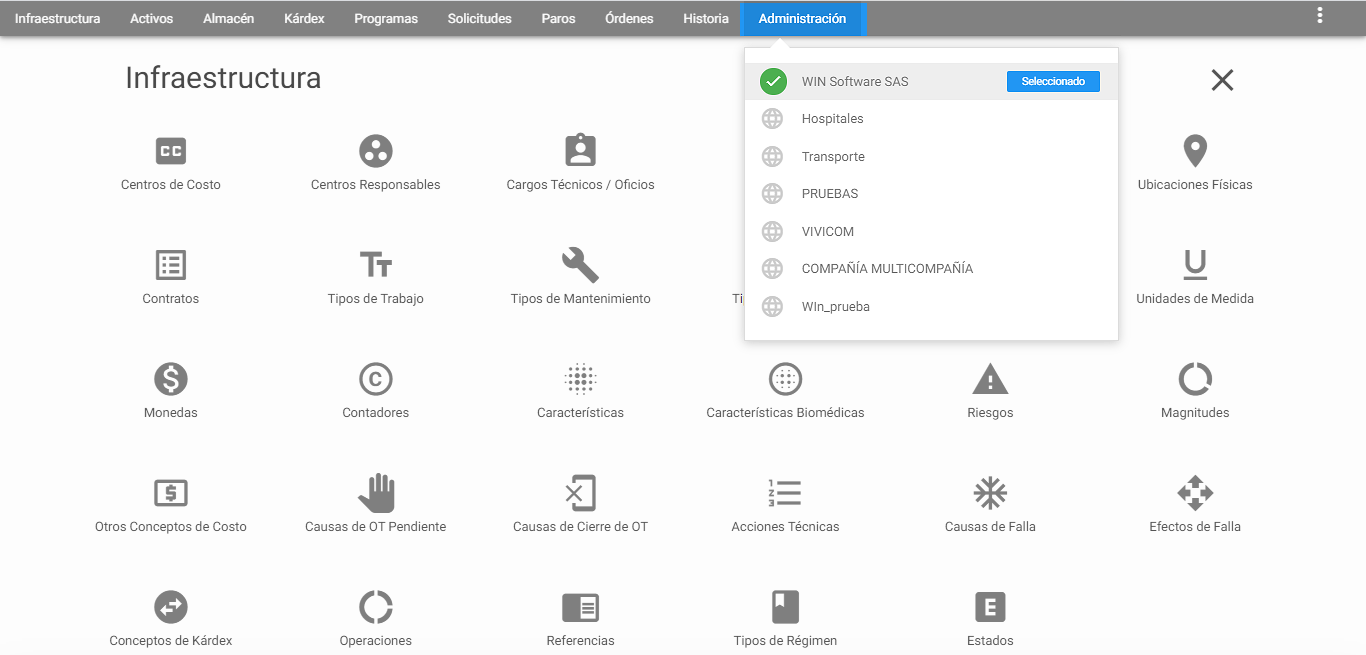 Infraestructura Activos Almacén Kárdex Programas Solicitudes Paros Órdenes Historia Administración
Infraestructura
WIN Software SAS Seleccionado
Hospitales
Transporte
PRUEBAS
VIVICOM
COMPAÑÍA MULTICOMPAÑÍA
WIn_prueba
CC
Centros de Costo Centros Responsables Cargos Técnicos / Oficios Ubicaciones Físicas
Contratos Tipos de Trabajo Tipos de Mantenimiento Unidades de Medida
Monedas Contadores Características Características Biomédicas Riesgos Magnitudes
Otros Conceptos de Costo Causas de OT Pendiente Causas de Cierre de OT Acciones Técnicas Causas de Falla Efectos de Falla
E
Conceptos de Kárdex Operaciones Referencias Tipos de Régimen Estados